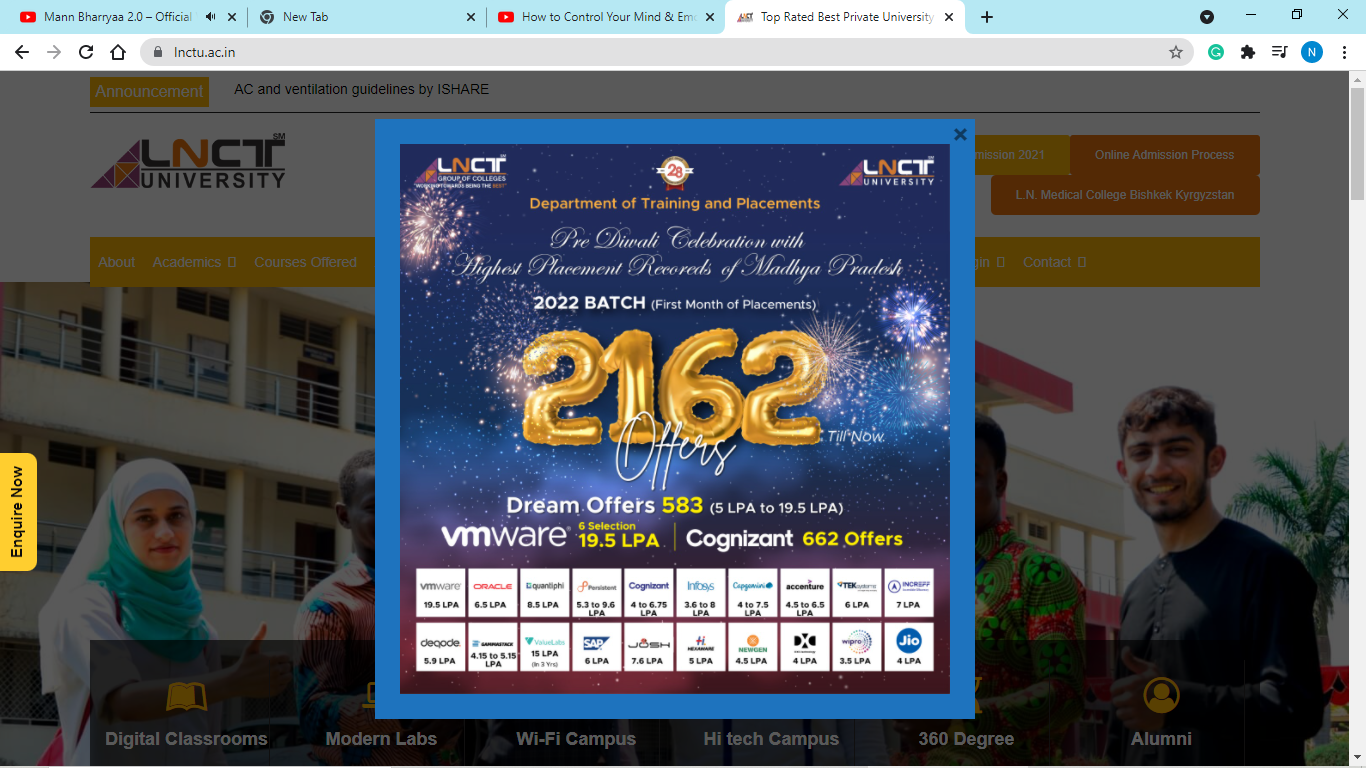 Mann Bharryaa 2.0 – Official
New Tab
How to Control Your Mind & Emo
Top Rated Best Private University
lnctu.ac.in
N
Announcement
AC and ventilation guidelines by ISHARE
LNCT
SM
UNIVERSITY
mission 2021
Online Admission Process
L.N. Medical College Bishkek Kyrgyzstan
About
Academics
Courses Offered
gin
Contact
LNCT
GROUP OF COLLEGES
WORKING TOWARDS BEING THE BEST
28
LNCT
UNIVERSITY
Department of Training and Placements
Pre Diwali Celebration with
Highest Placement Recoreds of Madhya Pradesh
2022 BATCH (First Month of Placements)
2162
Offers
Till Now.
Dream Offers 583 (5 LPA to 19.5 LPA)
vmware® 6 Selection 19.5 LPA | Cognizant 662 Offers
vmware ORACLE quantiphi Persistent Cognizant Infosys Capgemini accenture TEKsystems INCREFF
19.5 LPA 6.5 LPA 8.5 LPA 5.3 to 9.6 LPA 4 to 6.75 LPA 3.6 to 8 LPA 4 to 7.5 LPA 4.5 to 6.5 LPA 6 LPA 7 LPA
deqode GAMMASTACK ValueLabs SAP JOSH HEXAWARE NEWGEN wipro Jio
5.9 LPA 4.15 to 5.15 LPA 15 LPA (In 3 Yrs) 6 LPA 7.6 LPA 5 LPA 4.5 LPA 4 LPA 3.5 LPA 4 LPA
Enquire Now
Digital Classrooms
Modern Labs
Wi-Fi Campus
Hi tech Campus
360 Degree
Alumni